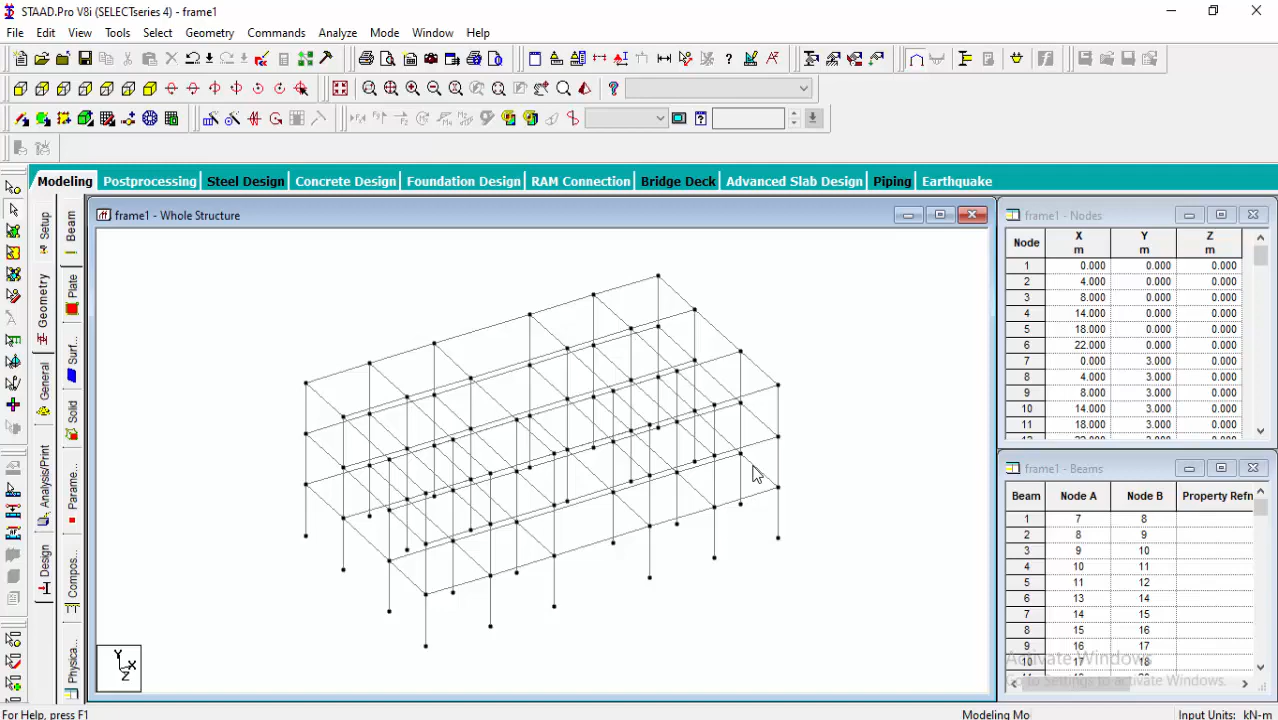 STAAD.Pro V8i (SELECTseries 4) - frame1
File Edit View Tools Select Geometry Commands Analyze Mode Window Help
Modeling Postprocessing Steel Design Concrete Design Foundation Design RAM Connection Bridge Deck Advanced Slab Design Piping Earthquake
Setup
Geometry
General
Analysis/Print
Design
Beam
Plate
Surf...
Solid
Parame...
Compos...
Physica...
frame1 - Whole Structure
Y
X
Z
frame1 - Nodes
Node X m Y m Z m
1 0.000 0.000 0.000
2 4.000 0.000 0.000
3 8.000 0.000 0.000
4 14.000 0.000 0.000
5 18.000 0.000 0.000
6 22.000 0.000 0.000
7 0.000 3.000 0.000
8 4.000 3.000 0.000
9 8.000 3.000 0.000
10 14.000 3.000 0.000
11 18.000 3.000 0.000
frame1 - Beams
Beam Node A Node B Property Refn
1 7 8
2 8 9
3 9 10
4 10 11
5 11 12
6 13 14
7 14 15
8 15 16
9 16 17
10 17 18
Activate Windows
Go to Settings to activate Windows.
For Help, press F1
Modeling Mo
Input Units: kN-m